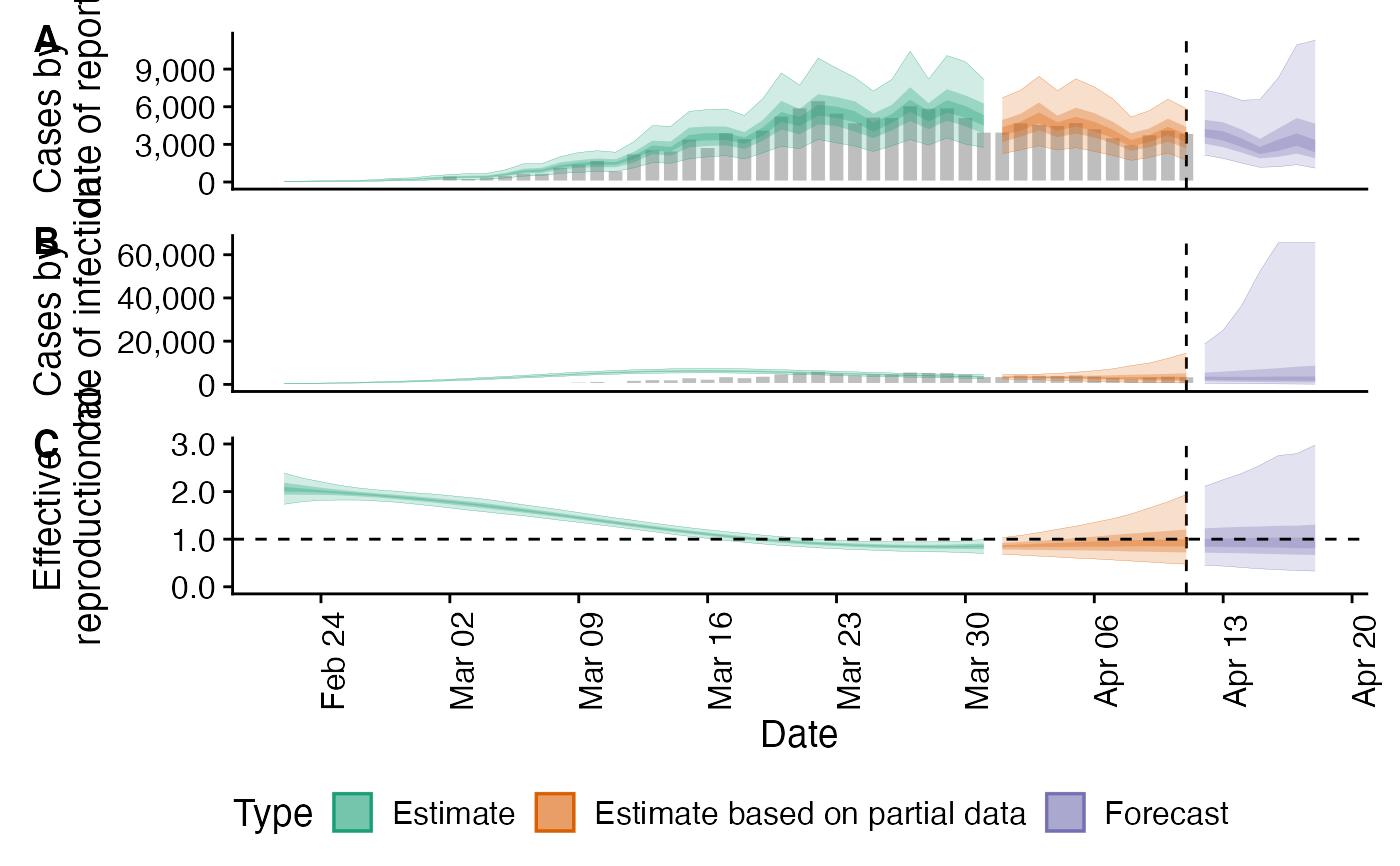 A
Cases by
date of report
9,000
6,000
3,000
0
B
Cases by
date of infection
60,000
40,000
20,000
0
C
Effective
reproduction no.
3.0
2.0
1.0
0.0
Feb 24
Mar 02
Mar 09
Mar 16
Mar 23
Mar 30
Apr 06
Apr 13
Apr 20
Date
Type
Estimate
Estimate based on partial data
Forecast